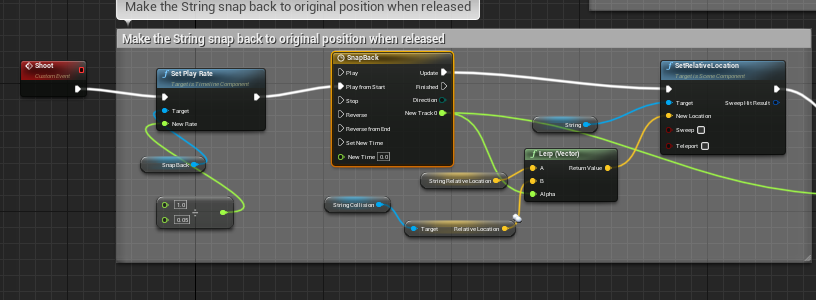 Make the String snap back to original position when released
Make the String snap back to original position when released
Shoot
Custom Event
Set Play Rate
Target is Timeline Component
Target
New Rate
SnapBack
1.0
0.05
÷
SnapBack
Play
Play from Start
Stop
Reverse
Reverse from End
Set New Time
New Time 0.0
Update
Finished
Direction
New Track 0
StringRelativeLocation
StringCollision
Target RelativeLocation
String
Lerp (Vector)
A Return Value
B
Alpha
SetRelativeLocation
Target is Scene Component
Target Sweep Hit Result
New Location
Sweep
Teleport